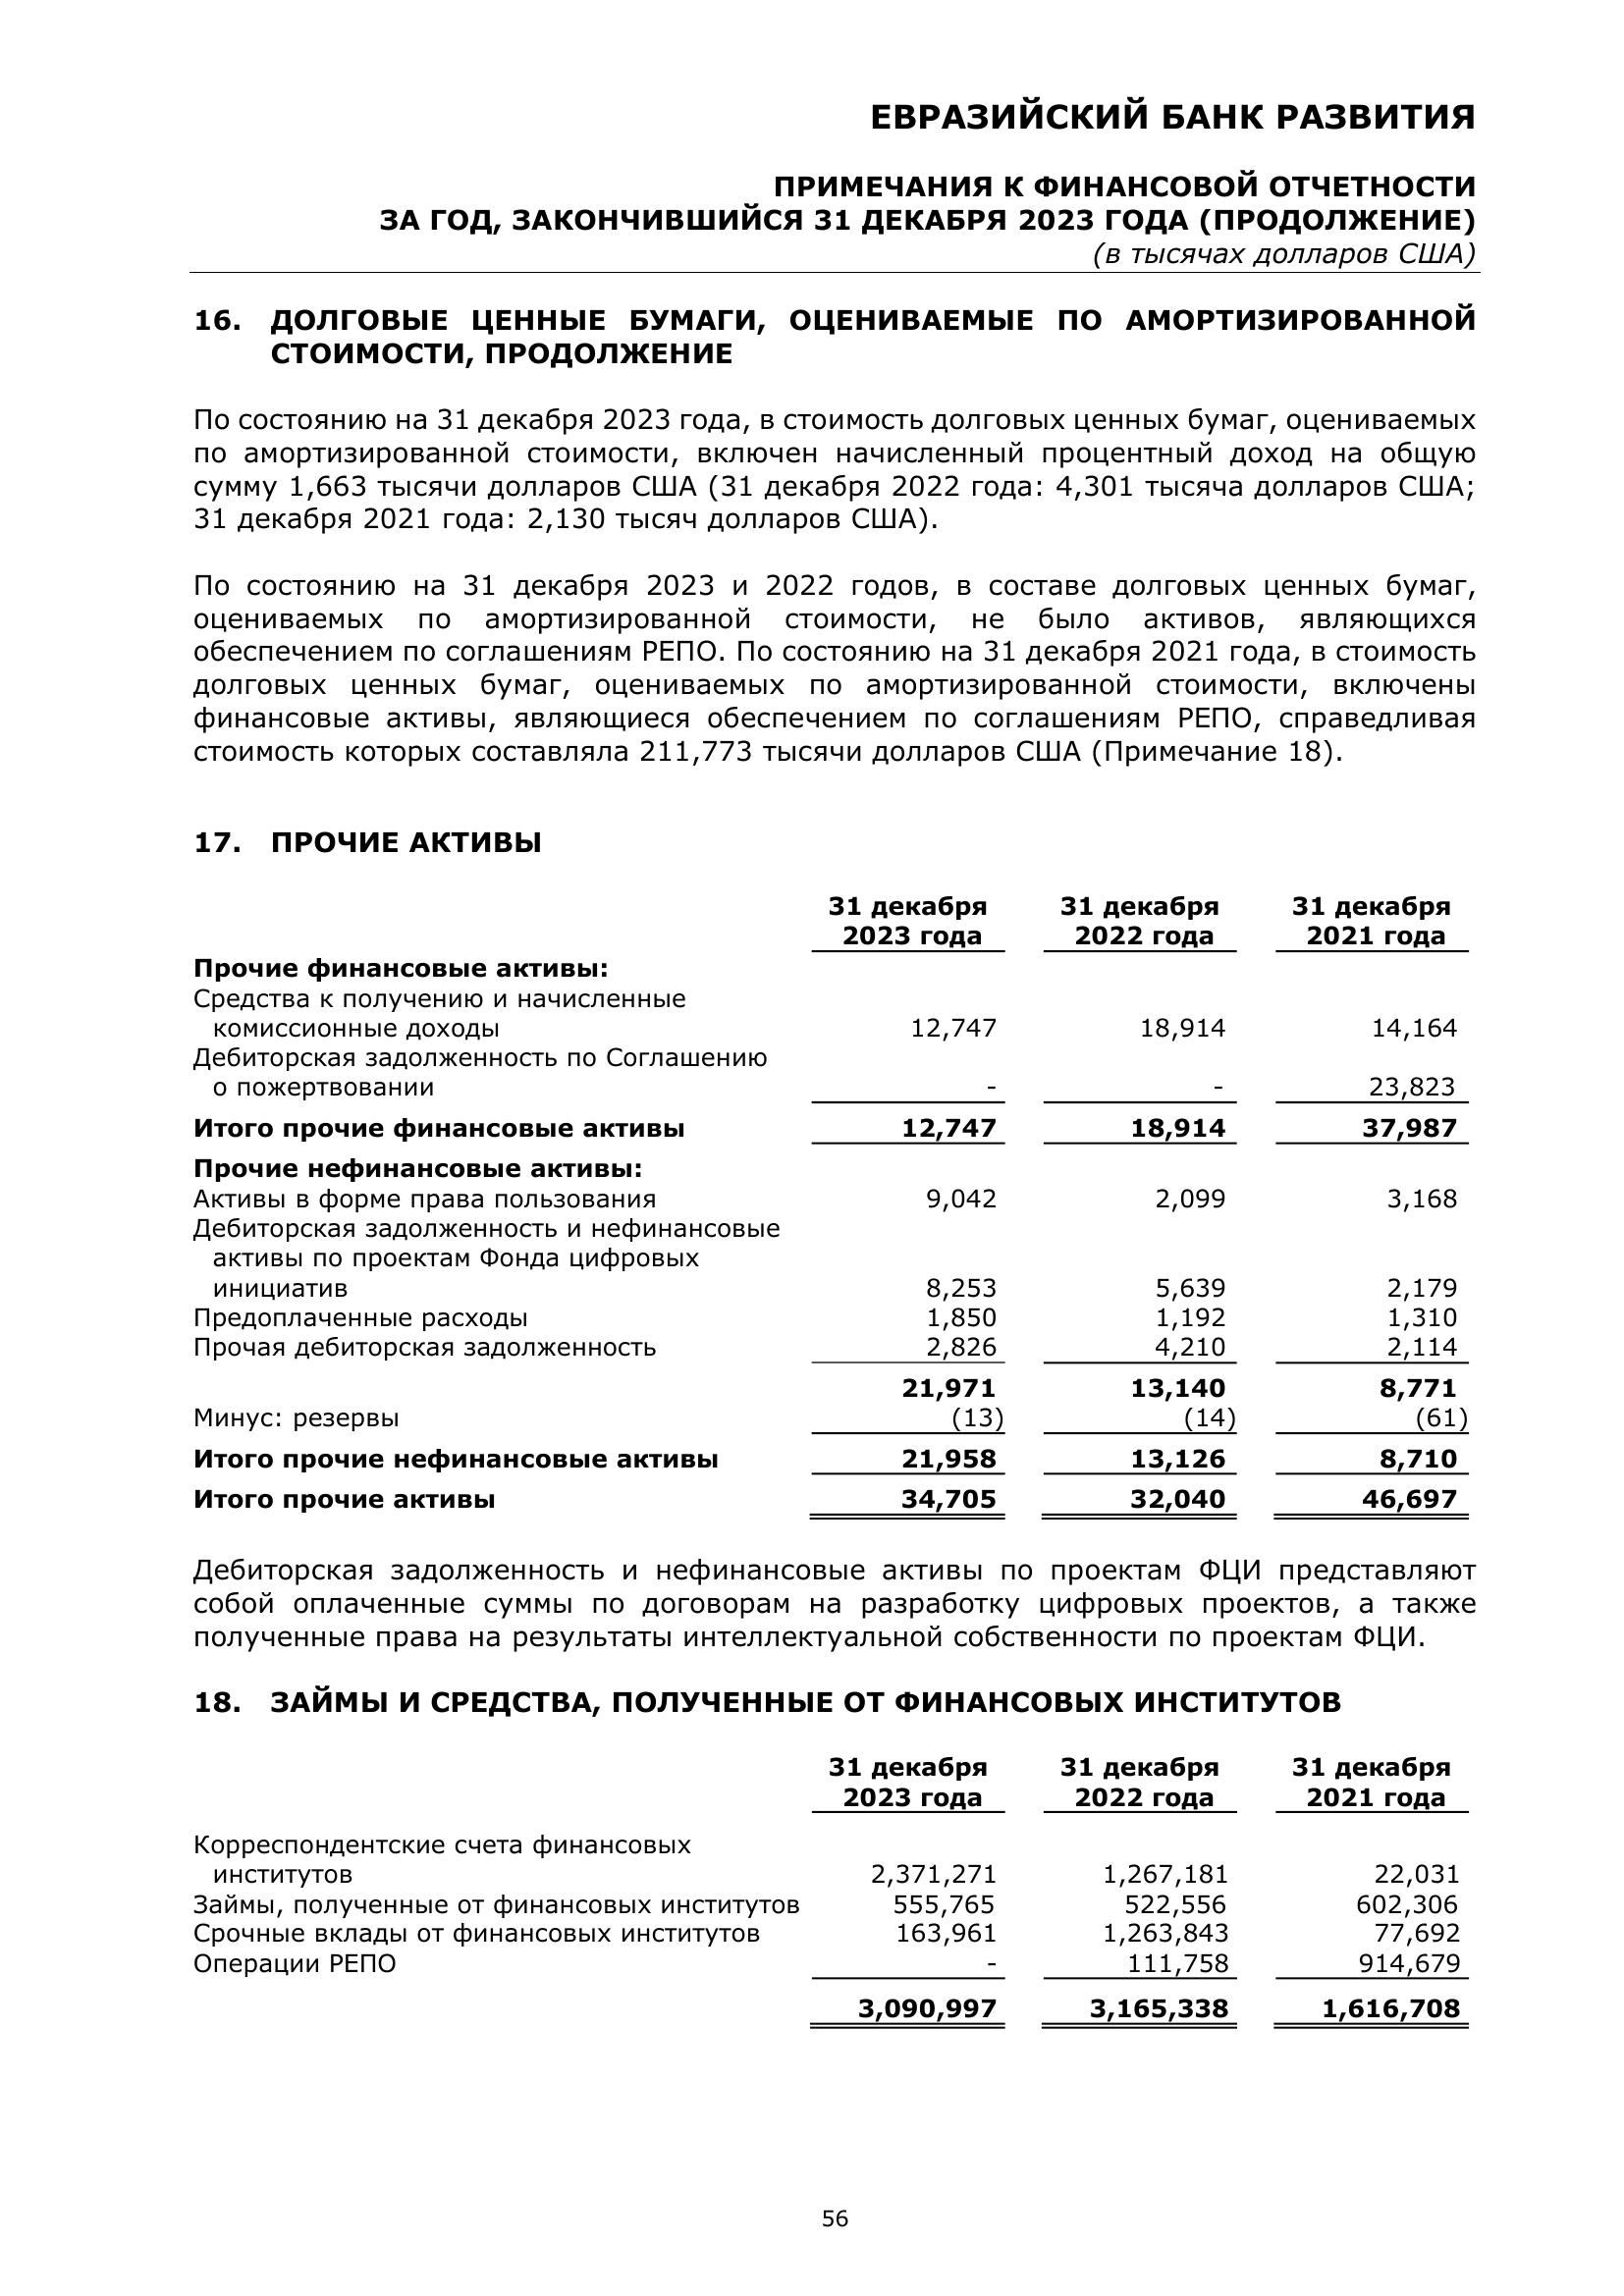 ЕВРАЗИЙСКИЙ БАНК РАЗВИТИЯ
ПРИМЕЧАНИЯ К ФИНАНСОВОЙ ОТЧЕТНОСТИ
ЗА ГОД, ЗАКОНЧИВШИЙСЯ 31 ДЕКАБРЯ 2023 ГОДА (ПРОДОЛЖЕНИЕ)
(в тысячах долларов США)
16. ДОЛГОВЫЕ ЦЕННЫЕ БУМАГИ, ОЦЕНИВАЕМЫЕ ПО АМОРТИЗИРОВАННОЙ
СТОИМОСТИ, ПРОДОЛЖЕНИЕ
По состоянию на 31 декабря 2023 года, в стоимость долговых ценных бумаг, оцениваемых
по амортизированной стоимости, включен начисленный процентный доход на общую
сумму 1,663 тысячи долларов США (31 декабря 2022 года: 4,301 тысяча долларов США;
31 декабря 2021 года: 2,130 тысяч долларов США).
По состоянию на 31 декабря 2023 и 2022 годов, в составе долговых ценных бумаг,
оцениваемых по амортизированной стоимости, не было активов, являющихся
обеспечением по соглашениям РЕПО. По состоянию на 31 декабря 2021 года, в стоимость
долговых ценных бумаг, оцениваемых по амортизированной стоимости, включены
финансовые активы, являющиеся обеспечением по соглашениям РЕПО, справедливая
стоимость которых составляла 211,773 тысячи долларов США (Примечание 18).
17. ПРОЧИЕ АКТИВЫ
31 декабря 31 декабря 31 декабря
2023 года 2022 года 2021 года
Прочие финансовые активы:
Средства к получению и начисленные
комиссионные доходы 12,747 18,914 14,164
Дебиторская задолженность по Соглашению
о пожертвовании - - 23,823
Итого прочие финансовые активы 12,747 18,914 37,987
Прочие нефинансовые активы:
Активы в форме права пользования 9,042 2,099 3,168
Дебиторская задолженность и нефинансовые
активы по проектам Фонда цифровых
инициатив 8,253 5,639 2,179
Предоплаченные расходы 1,850 1,192 1,310
Прочая дебиторская задолженность 2,826 4,210 2,114
21,971 13,140 8,771
Минус: резервы (13) (14) (61)
Итого прочие нефинансовые активы 21,958 13,126 8,710
Итого прочие активы 34,705 32,040 46,697
Дебиторская задолженность и нефинансовые активы по проектам ФЦИ представляют
собой оплаченные суммы по договорам на разработку цифровых проектов, а также
полученные права на результаты интеллектуальной собственности по проектам ФЦИ.
18. ЗАЙМЫ И СРЕДСТВА, ПОЛУЧЕННЫЕ ОТ ФИНАНСОВЫХ ИНСТИТУТОВ
31 декабря 31 декабря 31 декабря
2023 года 2022 года 2021 года
Корреспондентские счета финансовых
институтов 2,371,271 1,267,181 22,031
Займы, полученные от финансовых институтов 555,765 522,556 602,306
Срочные вклады от финансовых институтов 163,961 1,263,843 77,692
Операции РЕПО - 111,758 914,679
3,090,997 3,165,338 1,616,708
56